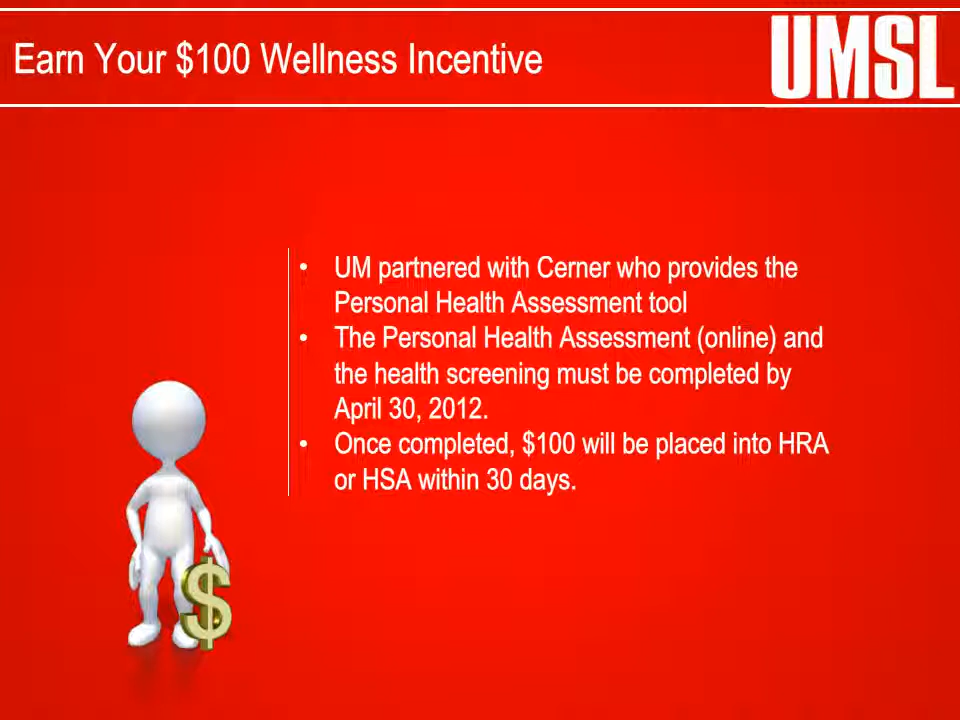 Earn Your $100 Wellness Incentive
UMSL
• UM partnered with Cerner who provides the
Personal Health Assessment tool
• The Personal Health Assessment (online) and
the health screening must be completed by
April 30, 2012.
• Once completed, $100 will be placed into HRA
or HSA within 30 days.
$